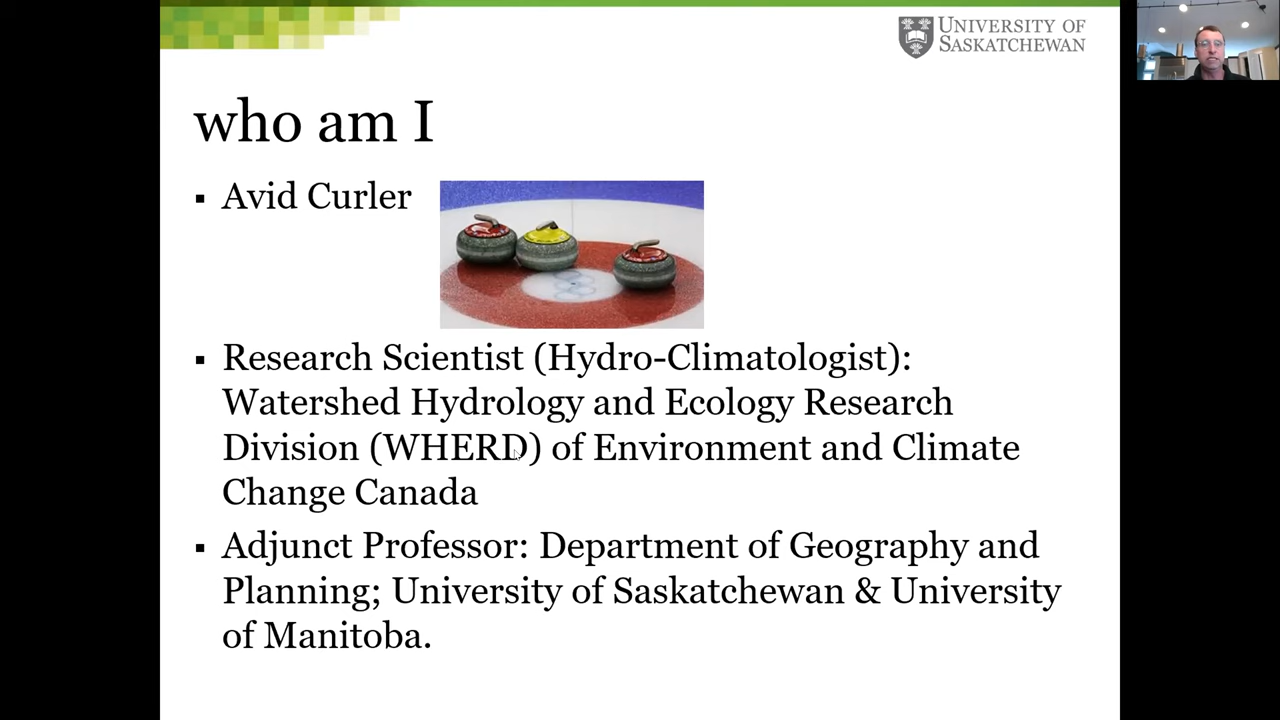 UNIVERSITY OF
SASKATCHEWAN
who am I
▪ Avid Curler
▪ Research Scientist (Hydro-Climatologist):
Watershed Hydrology and Ecology Research
Division (WHERD) of Environment and Climate
Change Canada
▪ Adjunct Professor: Department of Geography and
Planning; University of Saskatchewan & University
of Manitoba.